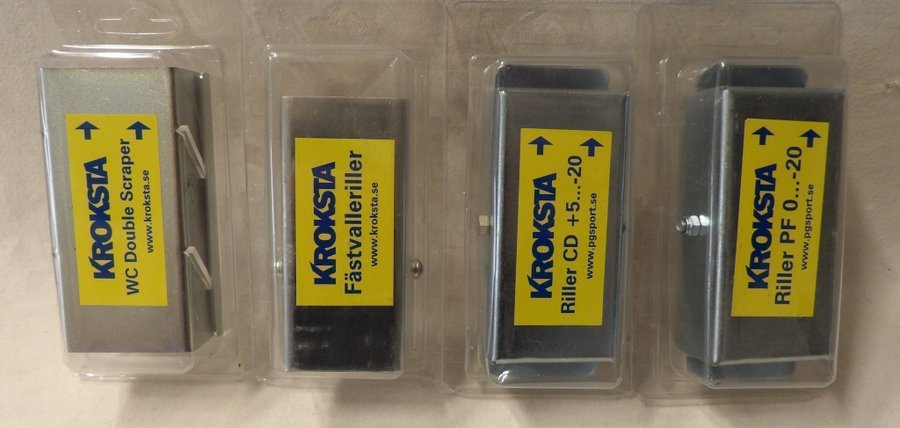 KROKSTA
WC Double Scraper
www.kroksta.se
KROKSTA
Fästvalleriller
www.kroksta.se
KROKSTA
Riller CD +5...-20
www.pgsport.se
KROKSTA
Riller PF 0...-20
www.pgsport.se